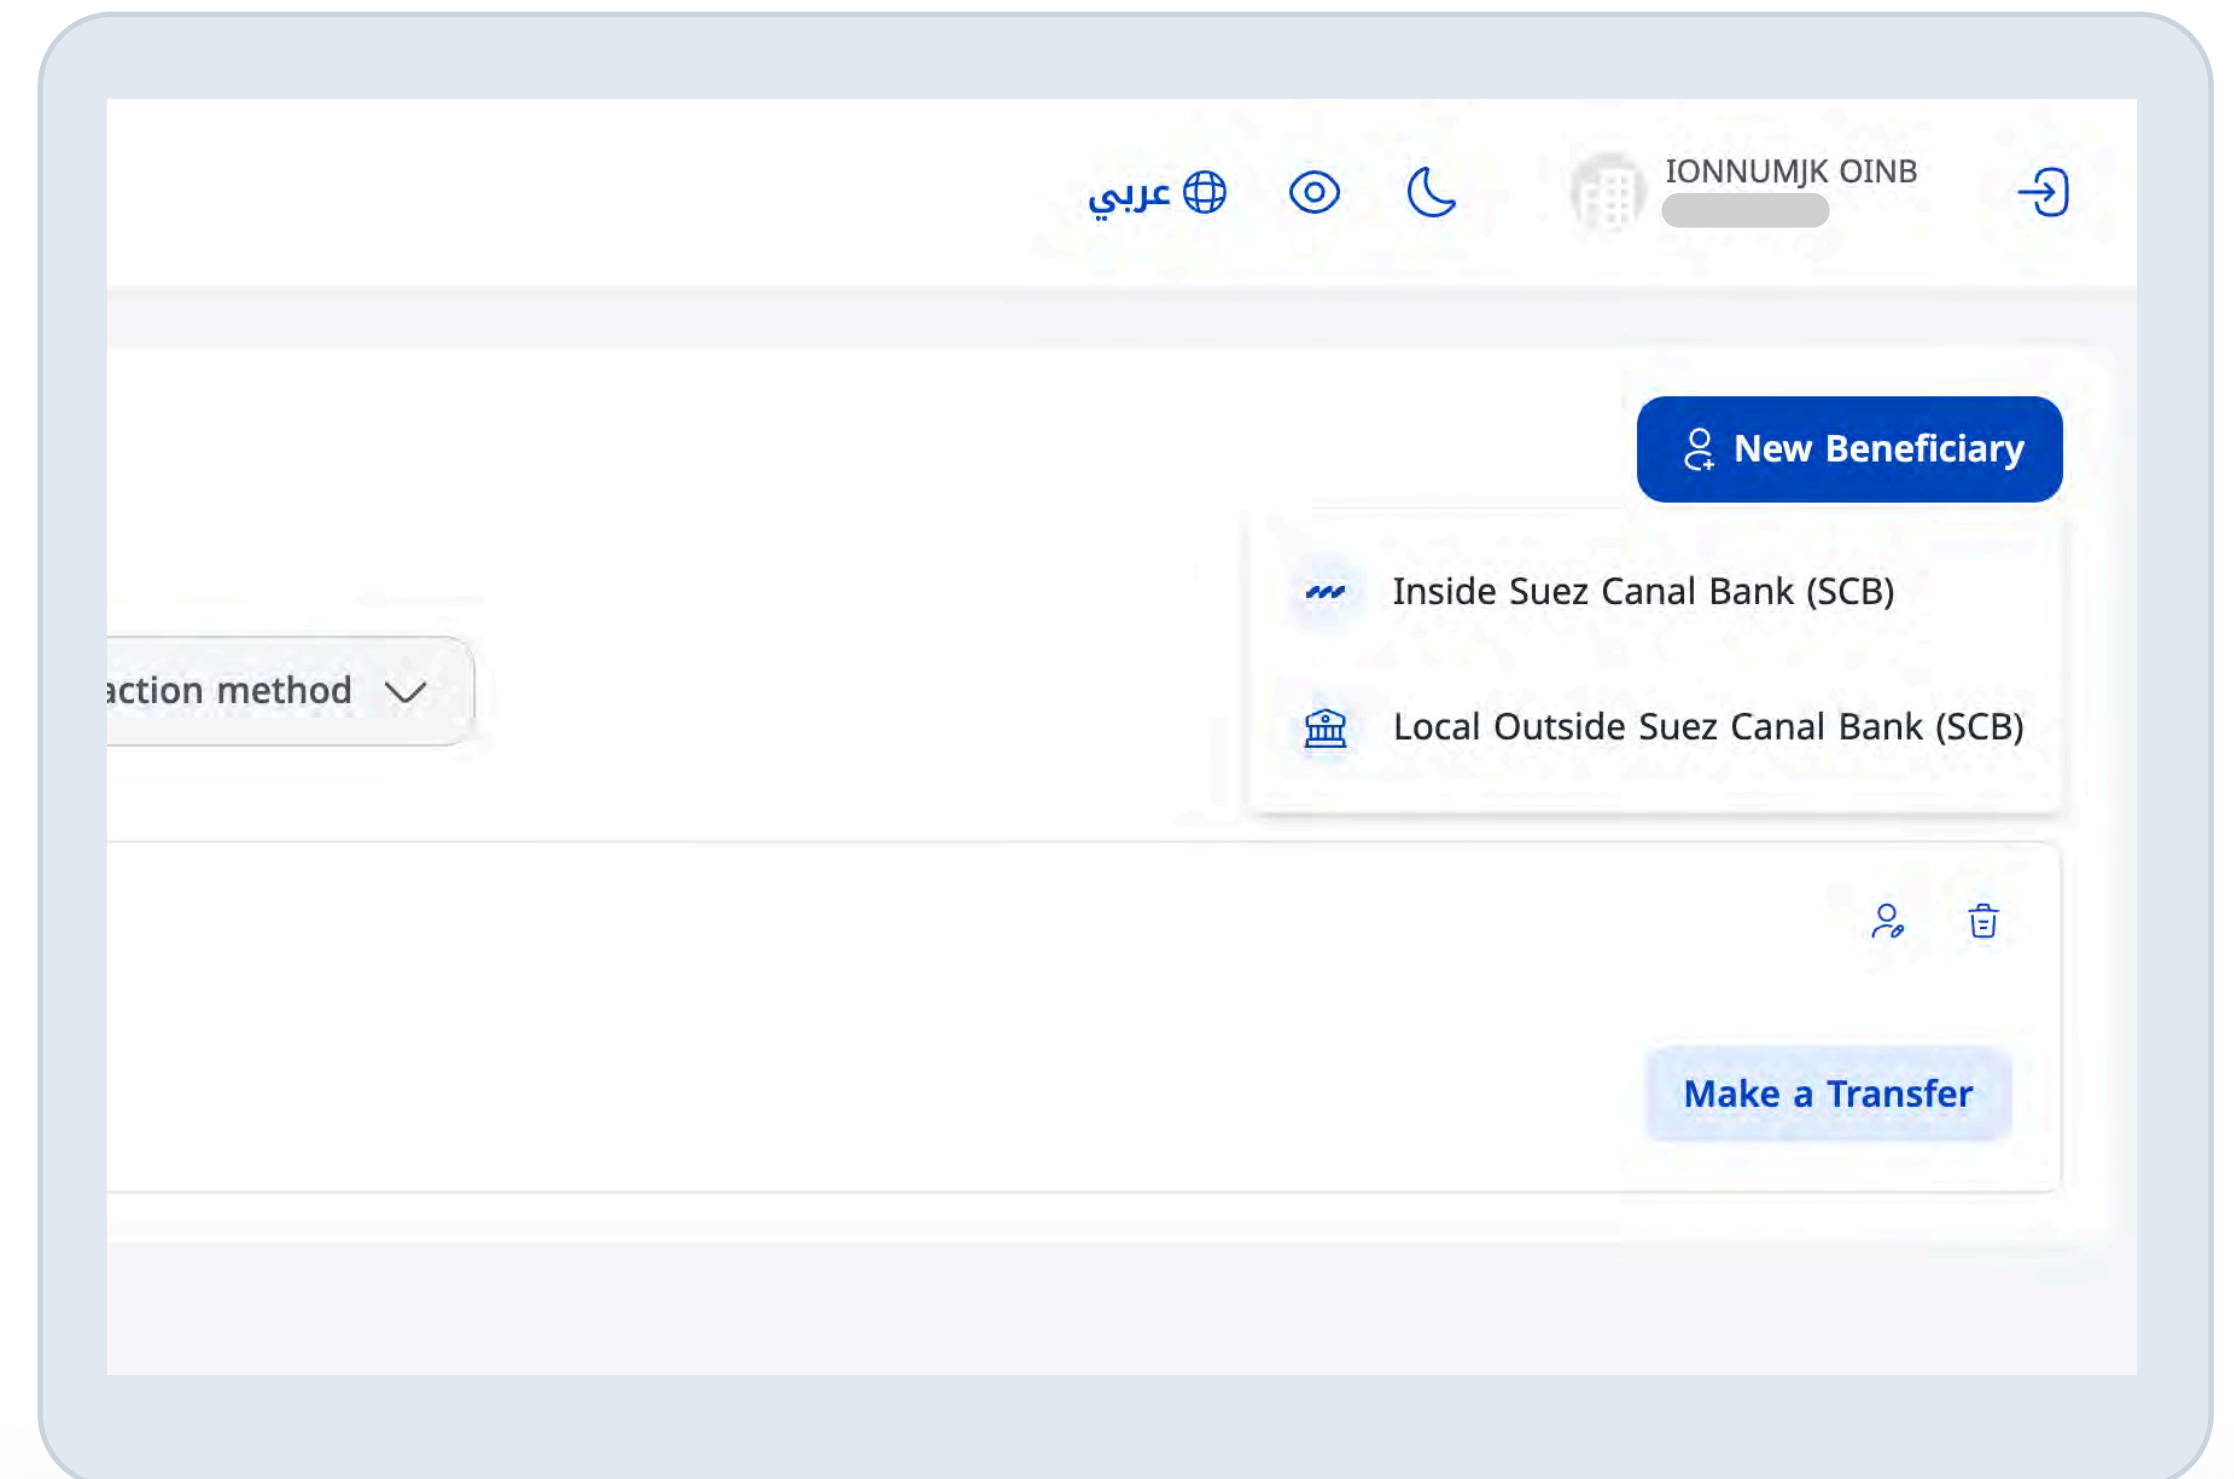 عربي
IONNUMJK OINB
New Beneficiary
Inside Suez Canal Bank (SCB)
action method
Local Outside Suez Canal Bank (SCB)
Make a Transfer